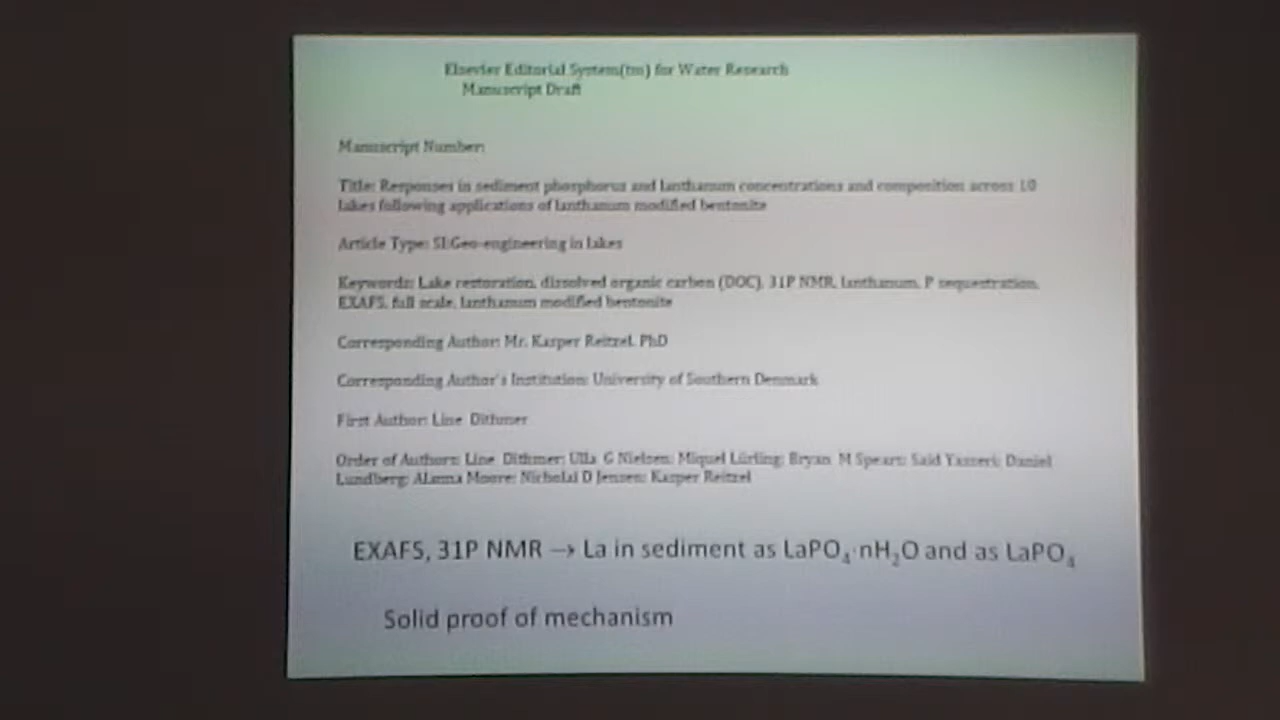 Elsevier Editorial System(tm) for Water Research
Manuscript Draft
Manuscript Number:
Title: Responses in sediment phosphorus and lanthanum concentrations and composition across 10
lakes following applications of lanthanum modified bentonite
Article Type: SI:Geo-engineering in lakes
Keywords: Lake restoration, dissolved organic carbon (DOC), 31P NMR, lanthanum, P sequestration,
EXAFS, full scale, lanthanum modified bentonite
Corresponding Author: Mr. Kasper Reitzel, PhD
Corresponding Author's Institution: University of Southern Denmark
First Author: Line Dithmer
Order of Authors: Line Dithmer; Ulla G Nielsen; Miquel Lürling; Bryan M Spears; Said Yasseri; Daniel
Lundberg; Alanna Moore; Nicholai D Jensen; Kasper Reitzel
EXAFS, 31P NMR → La in sediment as LaPO₄·nH₂O and as LaPO₄
Solid proof of mechanism